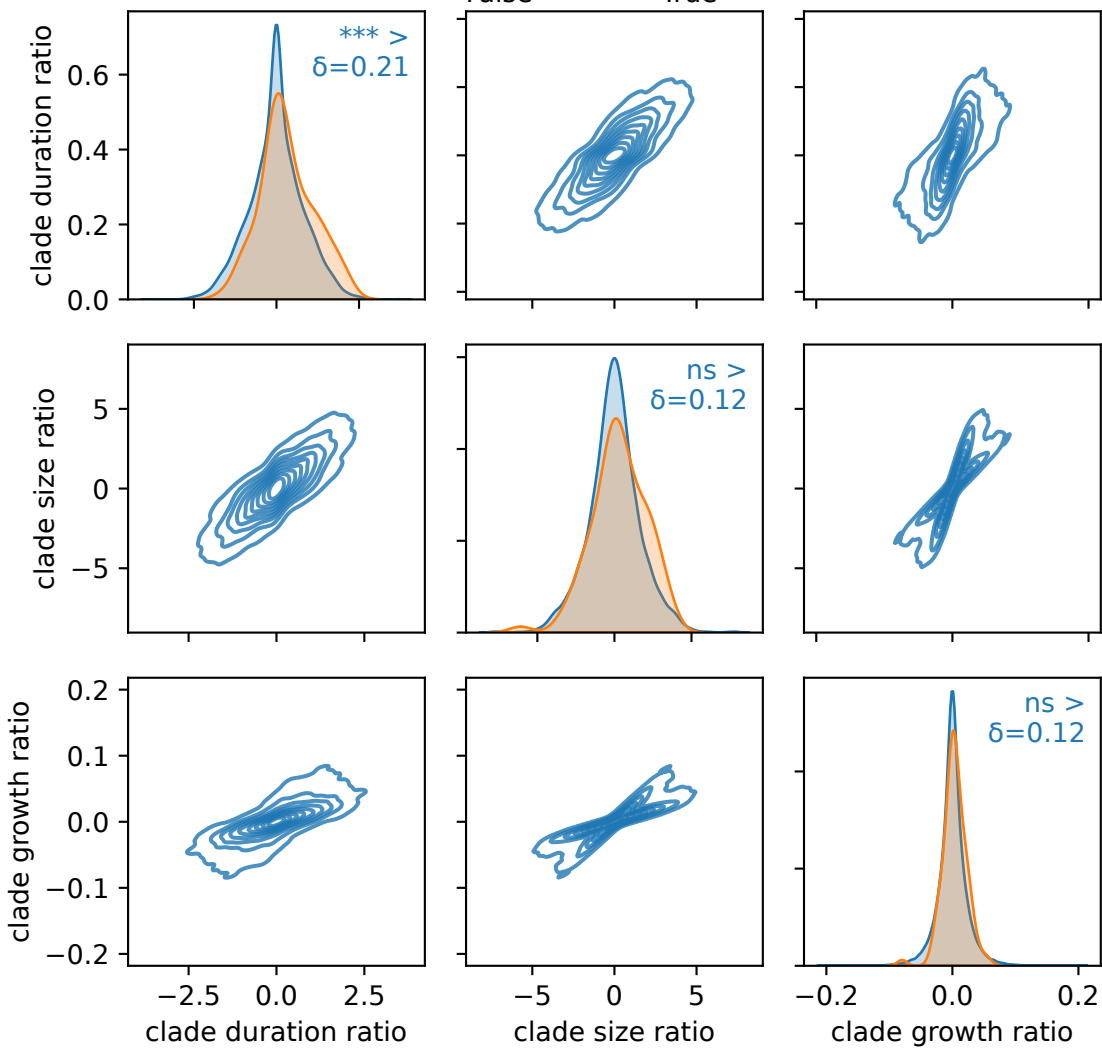 False True
clade duration ratio
0.6
0.4
0.2
0.0
*** >
δ=0.21
clade size ratio
5
0
−5
ns >
δ=0.12
clade growth ratio
0.2
0.1
0.0
−0.1
−0.2
ns >
δ=0.12
−2.5 0.0 2.5 −5 0 5 −0.2 0.0 0.2
clade duration ratio clade size ratio clade growth ratio